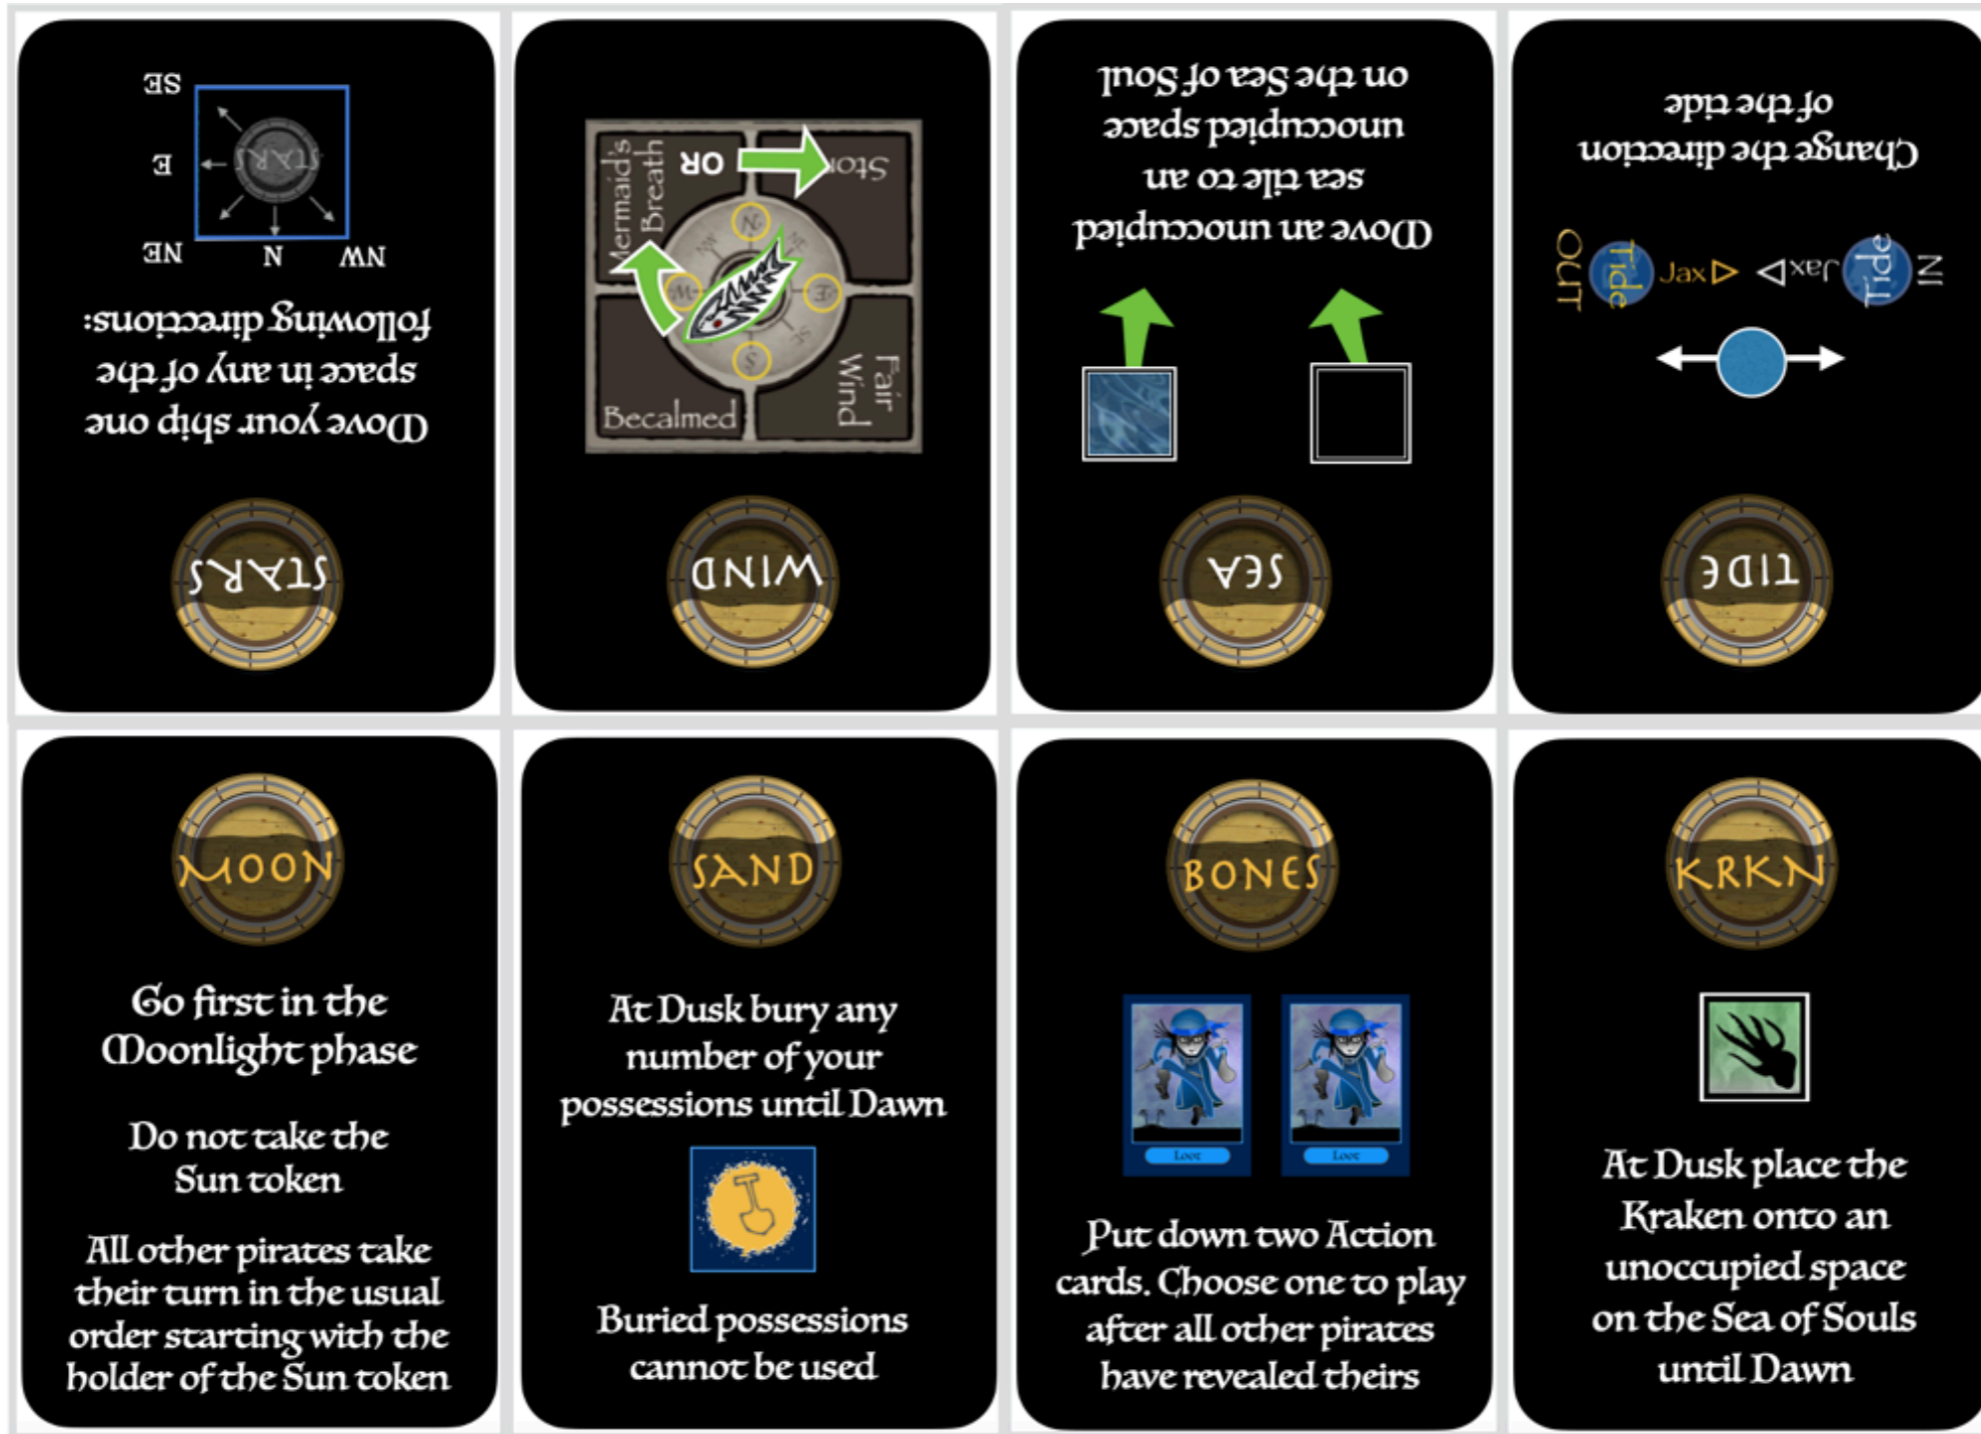 STARS
Move your ship one
space in any of the
following directions:
NW N NE
E
STARS
SE
WIND
Fair
Wind
Becalmed
S
SE
E
W
NE
N
NW
Stor
OR
Mermaid's
Breath
SEA
Move an unoccupied
sea tile to an
unoccupied space
on the Sea of Soul
TIDE
IN
Tide
Jax
Jax
Tide
OUT
Change the direction
of the tide
MOON
Go first in the
Moonlight phase
Do not take the
Sun token
All other pirates take
their turn in the usual
order starting with the
holder of the Sun token
SAND
At Dusk bury any
number of your
possessions until Dawn
Buried possessions
cannot be used
BONES
Loot
Loot
Put down two Action
cards. Choose one to play
after all other pirates
have revealed theirs
KRKN
At Dusk place the
Kraken onto an
unoccupied space
on the Sea of Souls
until Dawn